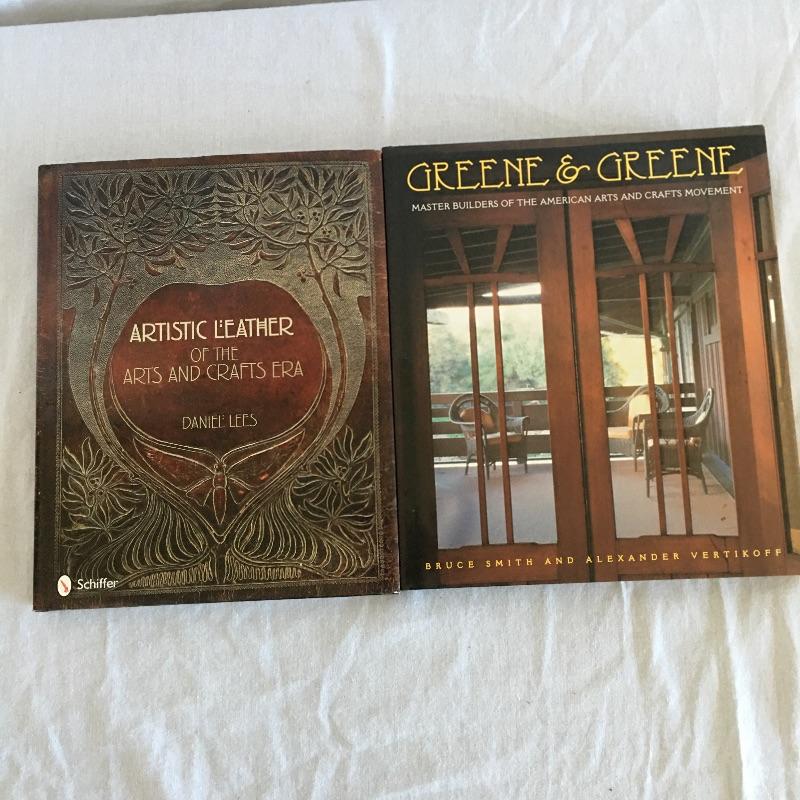 ARTISTIC LEATHER
OF THE
ARTS AND CRAFTS ERA
DANIEL LEES
Schiffer
GREENE & GREENE
MASTER BUILDERS OF THE AMERICAN ARTS AND CRAFTS MOVEMENT
BRUCE SMITH AND ALEXANDER VERTIKOFF